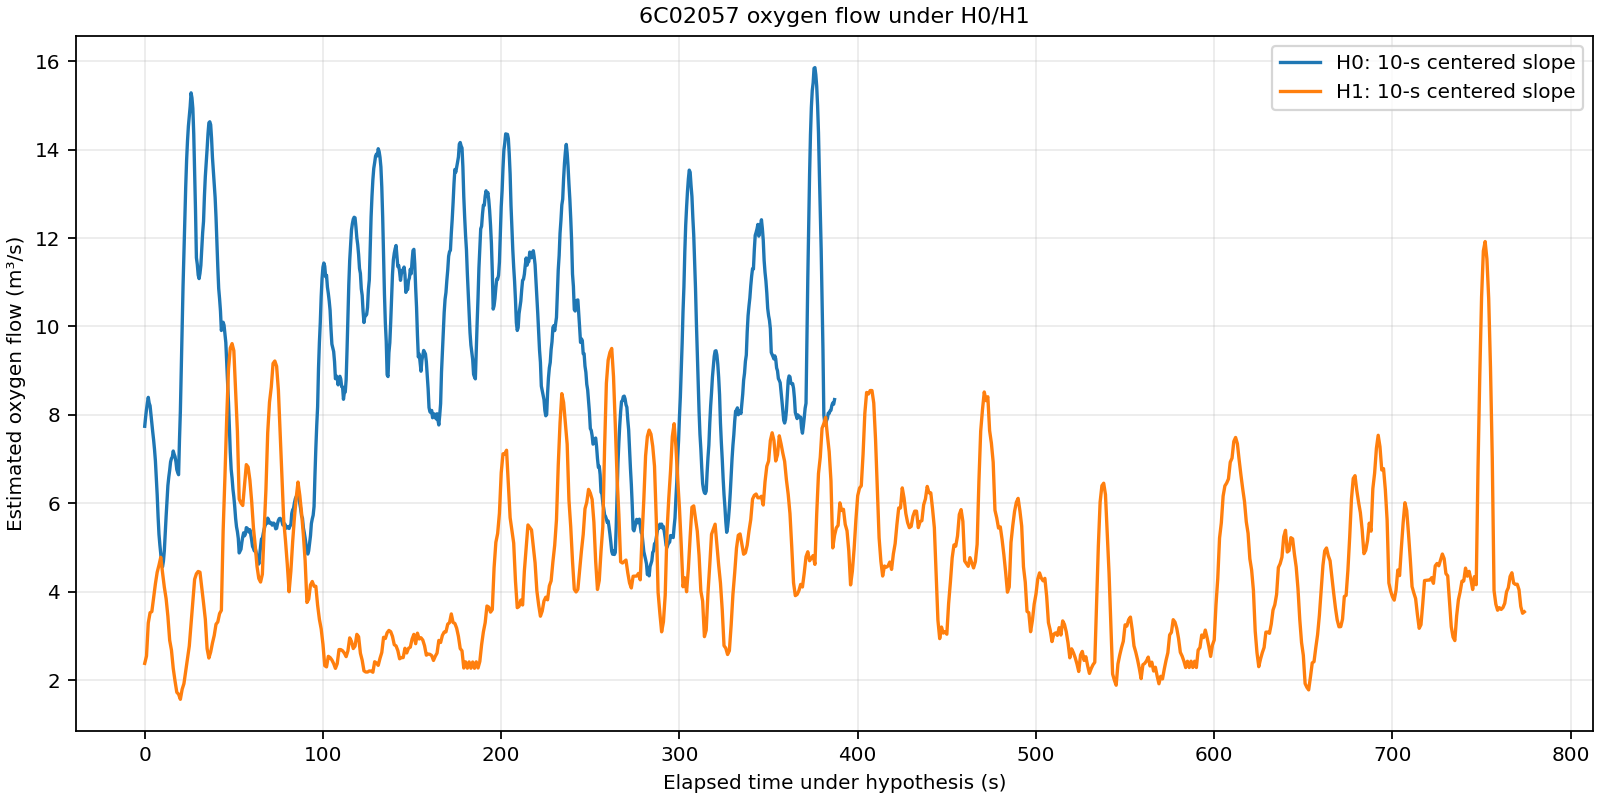 6C02057 oxygen flow under H0/H1
H0: 10-s centered slope
H1: 10-s centered slope
Estimated oxygen flow (m³/s)
16
14
12
10
8
6
4
2
0 100 200 300 400 500 600 700 800
Elapsed time under hypothesis (s)